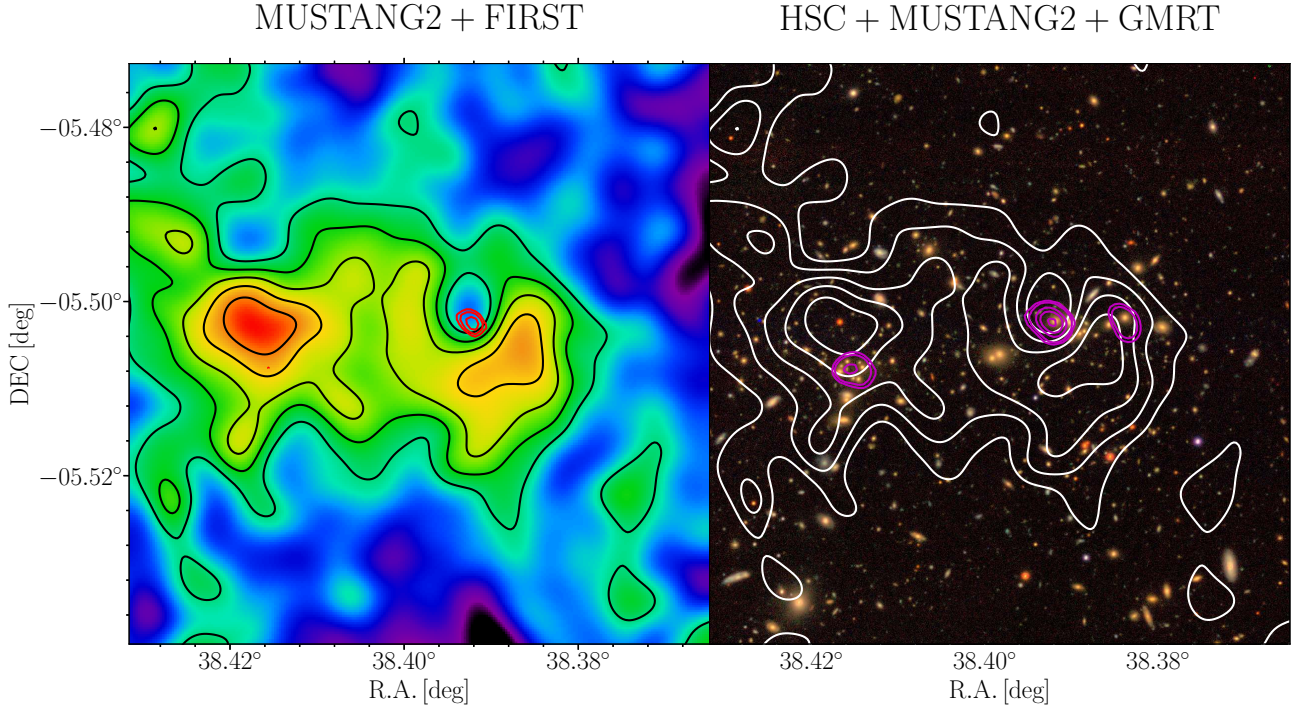 MUSTANG2 + FIRST
HSC + MUSTANG2 + GMRT
−05.48°
−05.50°
−05.52°
DEC [deg]
38.42°
38.40°
38.38°
R.A. [deg]
38.42°
38.40°
38.38°
R.A. [deg]